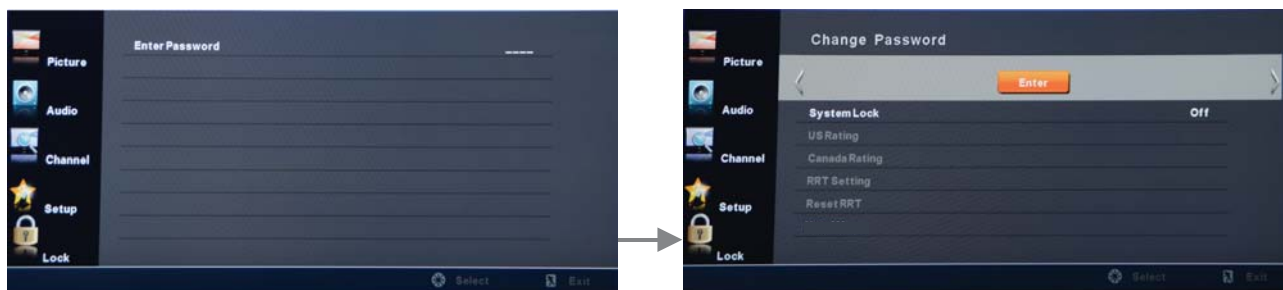 Enter Password
Picture
Audio
Channel
Setup
Lock
Select Exit
Change Password
Picture
Enter
Audio
System Lock Off
US Rating
Channel
Canada Rating
RRT Setting
Setup
Reset RRT
Lock
Select Exit